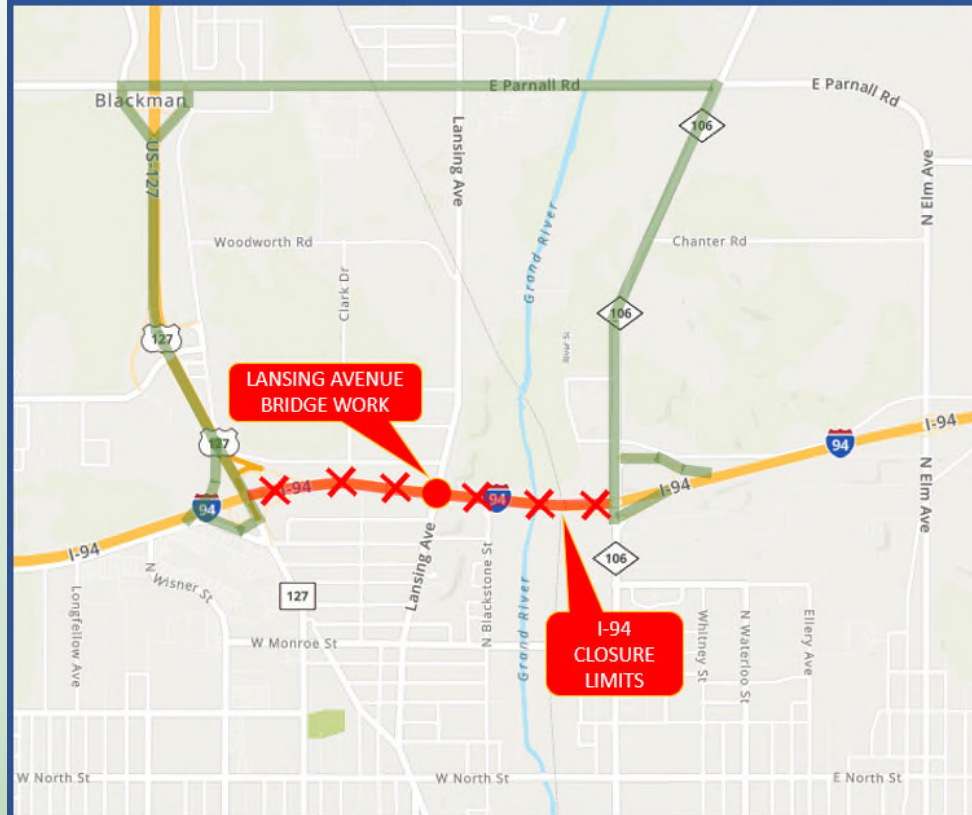 E Parnall Rd
E Parnall Rd
Blackman
106
Lansing Ave
US-127
N Elm Ave
Woodworth Rd
Chanter Rd
Grand River
Clark Dr
106
127
LANSING AVENUE
BRIDGE WORK
I-94
94
127
I-94
I-94
94
94
N Elm Ave
I-94
106
Lansing Ave
N Blackstone St
N Wisner St
Longfellow Ave
127
Grand River
Whitney St
N Waterloo St
Ellery Ave
W Monroe St
I-94
CLOSURE
LIMITS
W North St
W North St
E North St